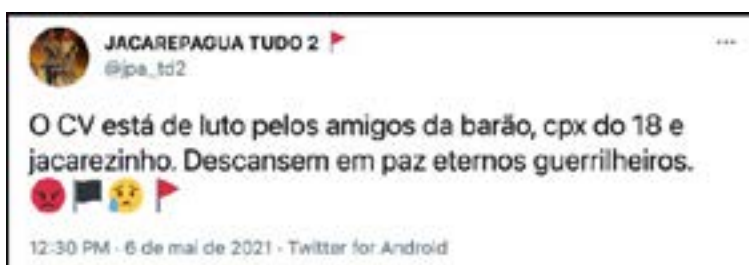 JACAREPAGUA TUDO 2 🚩
@jpa_td2
O CV está de luto pelos amigos da barão, cpx do 18 e
jacarezinho. Descansem em paz eternos guerrilheiros.
😡🏴😢🚩
12:30 PM · 6 de mai de 2021 · Twitter for Android